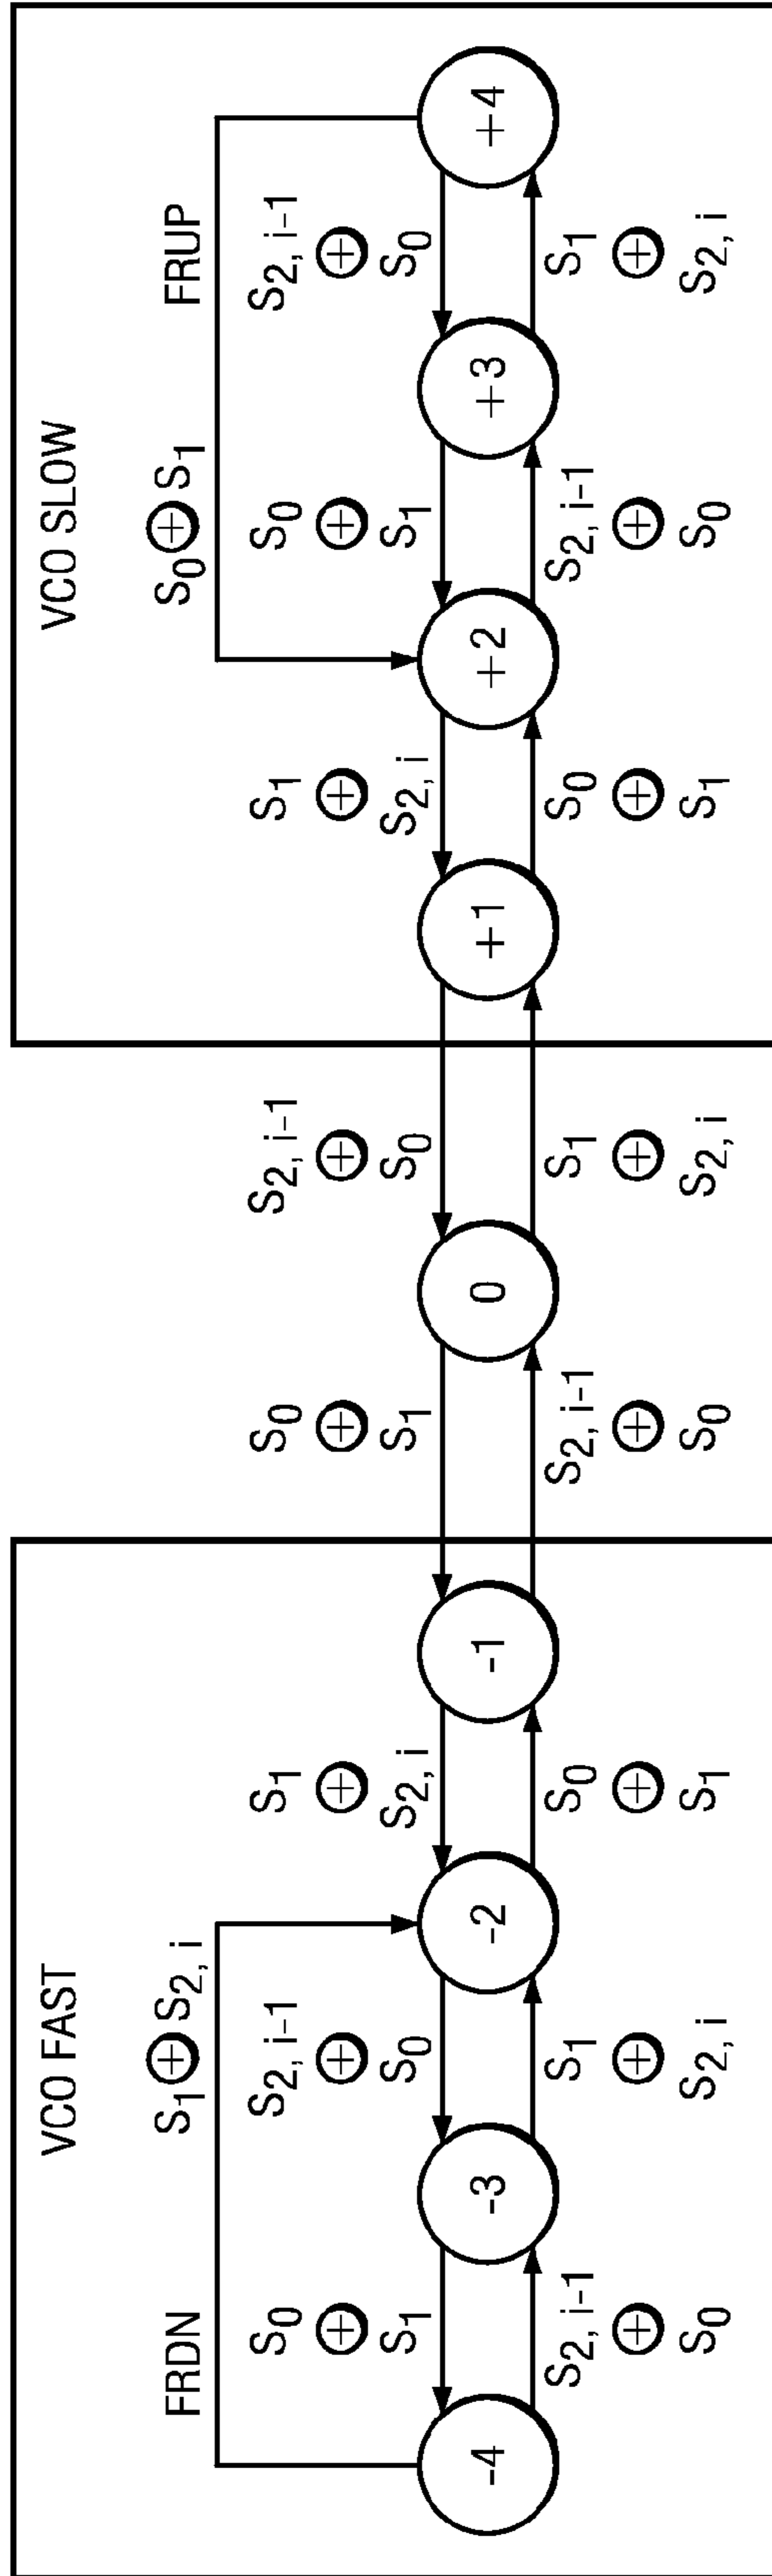 VCO FAST
VCO SLOW
FRDN
S1 ⊕ S2, i
S0 ⊕ S1
FRUP
S0
⊕
S1
S2, i-1
⊕
S0
S1
⊕
S2, i
S0
⊕
S1
S2, i-1
⊕
S0
S1
⊕
S2, i
S0
⊕
S1
S2, i-1
⊕
S0
-4
-3
-2
-1
0
+1
+2
+3
+4
S2, i-1
⊕
S0
S1
⊕
S2, i
S0
⊕
S1
S2, i-1
⊕
S0
S1
⊕
S2, i
S0
⊕
S1
S2, i-1
⊕
S0
S1
⊕
S2, i